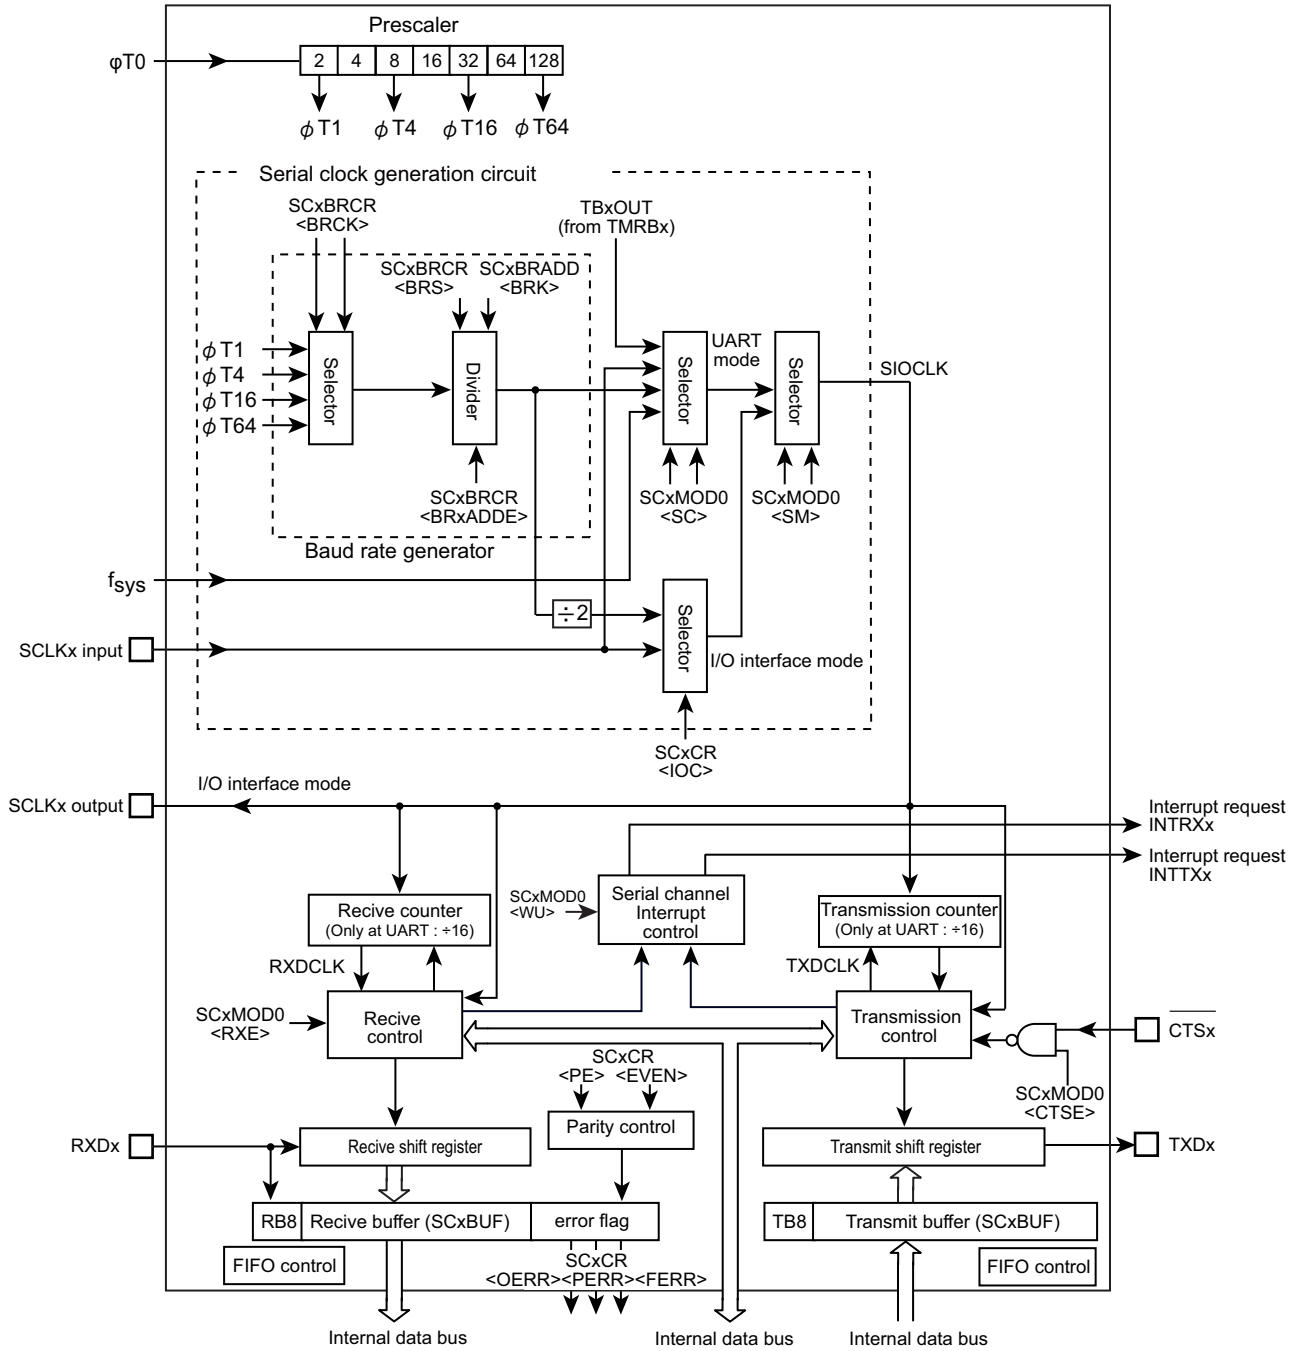 Prescaler
φT0
2 4 8 16 32 64 128
ϕT1 ϕT4 ϕT16 ϕT64
Serial clock generation circuit
SCxBRCR
<BRCK>
TBxOUT
(from TMRBx)
SCxBRCR
<BRS>
SCxBRADD
<BRK>
ϕT1
ϕT4
ϕT16
ϕT64
Selector
Divider
Selector
UART
mode
Selector
SIOCLK
SCxBRCR
<BRxADDE>
SCxMOD0
<SC>
SCxMOD0
<SM>
Baud rate generator
fsys
÷2
Selector
SCLKx input
I/O interface mode
SCxCR
<IOC>
I/O interface mode
SCLKx output
Interrupt request
INTRXx
Interrupt request
INTTXx
Recive counter
(Only at UART : ÷16)
SCxMOD0
<WU>
Serial channel
Interrupt
control
Transmission counter
(Only at UART : ÷16)
RXDCLK
TXDCLK
SCxMOD0
<RXE>
Recive
control
Transmission
control
CTSx
SCxCR
<PE> <EVEN>
SCxMOD0
<CTSE>
Parity control
RXDx
Recive shift register
Transmit shift register
TXDx
RB8
Recive buffer (SCxBUF)
error flag
TB8
Transmit buffer (SCxBUF)
FIFO control
SCxCR
<OERR><PERR><FERR>
FIFO control
Internal data bus
Internal data bus
Internal data bus